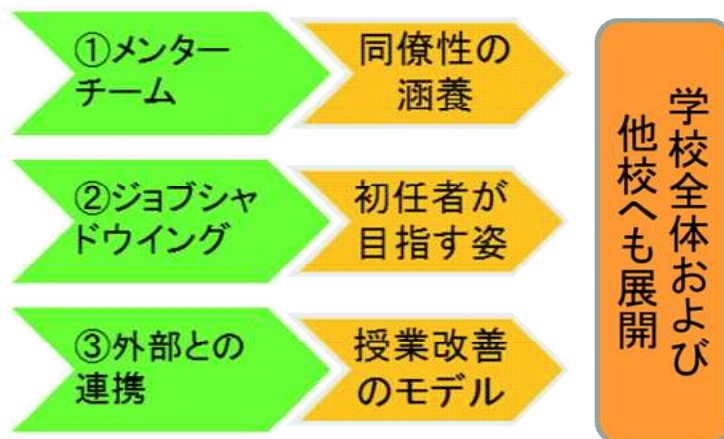 ①メンター
チーム
同僚性の
涵養
②ジョブシャ
ドウイング
初任者が
目指す姿
③外部との
連携
授業改善
のモデル
学校全体および
他校へも展開